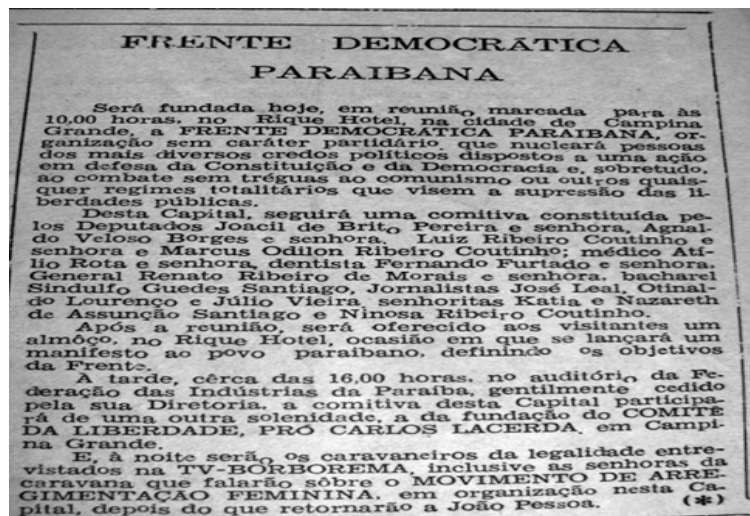 FRENTE DEMOCRÁTICA
PARAIBANA
Será fundada hoje, em reunião marcada para às
10,00 horas, no Rique Hotel, na cidade de Campina
Grande, a FRENTE DEMOCRÁTICA PARAIBANA, or-
ganização sem caráter partidário, que nucleará pessoas
dos mais diversos credos políticos dispostos a uma ação
em defesa da Constituição e da Democracia e, sobretudo,
ao combate sem tréguas ao comunismo ou outros quais-
quer regimes totalitários que visem a supressão das li-
berdades públicas.
Desta Capital, seguirá uma comitiva constituída pe-
los Deputados Joacil de Brito Pereira e senhora, Agnal-
do Veloso Borges e senhora, Luiz Ribeiro Coutinho e
senhora e Marcus Odilon Ribeiro Coutinho; médico Atí-
lio Rota e senhora, dentista Fernando Furtado e senhora,
General Renato Ribeiro de Morais e senhora, bacharel
Sindulfo Guedes Santiago, Jornalistas José Leal, Otinal-
do Lourenço e Júlio Vieira, senhoritas Katia e Nazareth
de Assunção Santiago e Ninosa Ribeiro Coutinho.
Após a reunião, será oferecido aos visitantes um
almôço, no Rique Hotel, ocasião em que se lançará um
manifesto ao povo paraibano, definindo os objetivos
da Frente.
À tarde, cêrca das 16,00 horas, no auditório da Fe-
deração das Indústrias da Paraíba, gentilmente cedido
pela sua Diretoria, a comitiva desta Capital participa-
rá de uma outra solenidade, a da fundação do COMITÊ
DA LIBERDADE, PRÓ CARLOS LACERDA, em Campi-
na Grande.
E, à noite serão os caravaneiros da legalidade entre-
vistados na TV-BORBOREMA, inclusive as senhoras da
caravana que falarão sôbre o MOVIMENTO DE ARRE-
GIMENTAÇÃO FEMININA, em organização nesta Ca-
pital, depois do que retornarão a João Pessoa. (*)